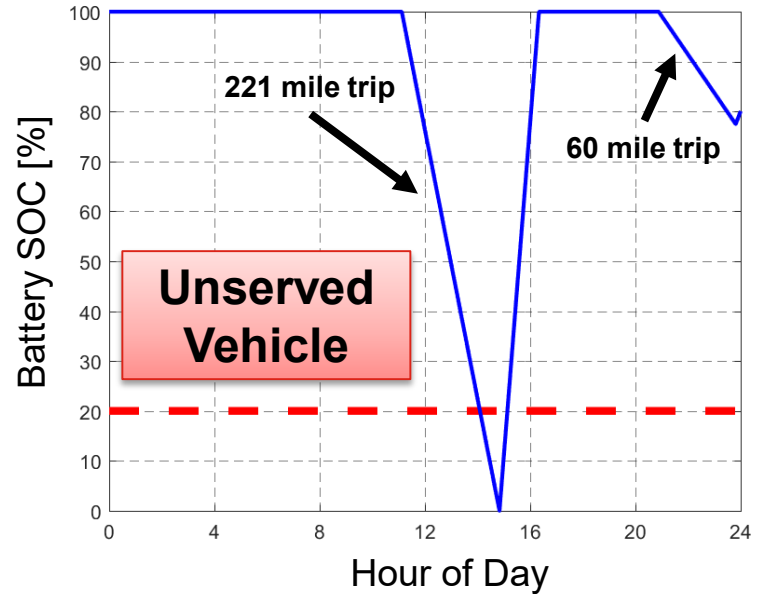 100
90
80
70
60
50
40
30
20
10
0
Battery SOC [%]
221 mile trip
60 mile trip
Unserved
Vehicle
0 4 8 12 16 20 24
Hour of Day